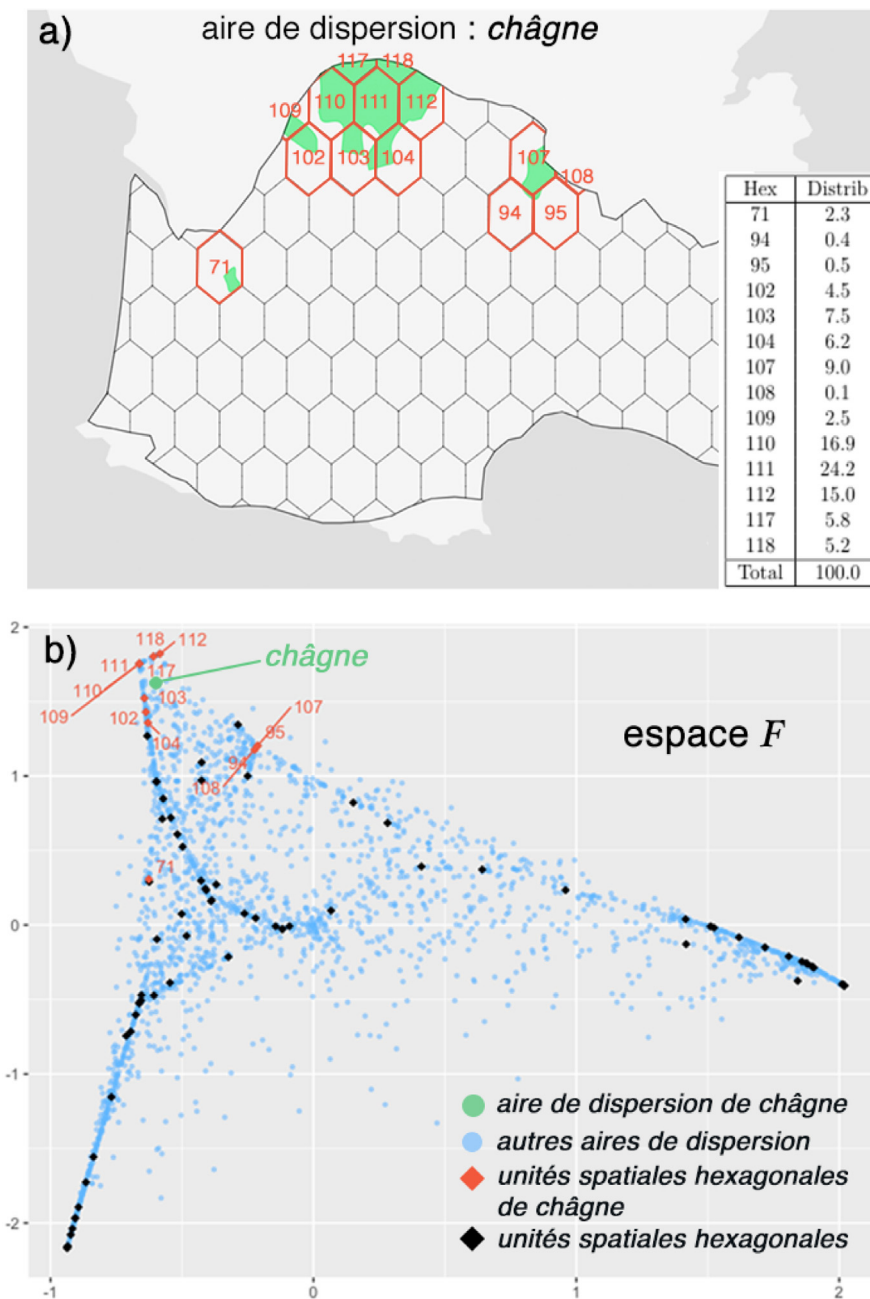 a) aire de dispersion : châgne
117 118
110 111 112
109
102 103 104
107
108
94 95
71
Hex Distrib
71 2.3
94 0.4
95 0.5
102 4.5
103 7.5
104 6.2
107 9.0
108 0.1
109 2.5
110 16.9
111 24.2
112 15.0
117 5.8
118 5.2
Total 100.0
b)
118 112
111 117
châgne
110 103
109 102
104
107
95
94
108
espace F
71
2
1
0
-1
-2
aire de dispersion de châgne
autres aires de dispersion
unités spatiales hexagonales
de châgne
unités spatiales hexagonales
-1 0 1 2